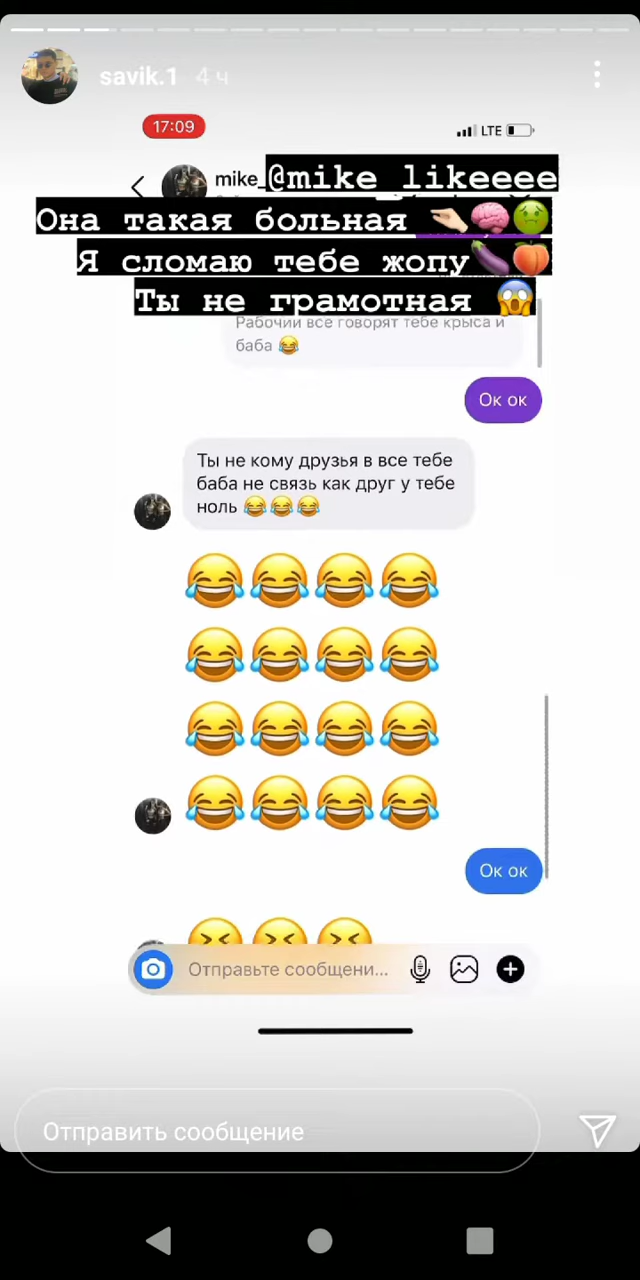 savik.1 4 ч
17:09
LTE
mike_@mike_likeeee
Она такая больная 🤏🏻🧠🤢
Я сломаю тебе жопу🍆🍑
Ты не грамотная 😱
Рабочий все говорят тебе крыса и
баба 😂
Ок ок
Ты не кому друзья в все тебе
баба не связь как друг у тебе
ноль 😂😂😂
😂😂😂😂
😂😂😂😂
😂😂😂😂
😂😂😂😂
Ок ок
😆😆😆
Отправьте сообщени...
Отправить сообщение